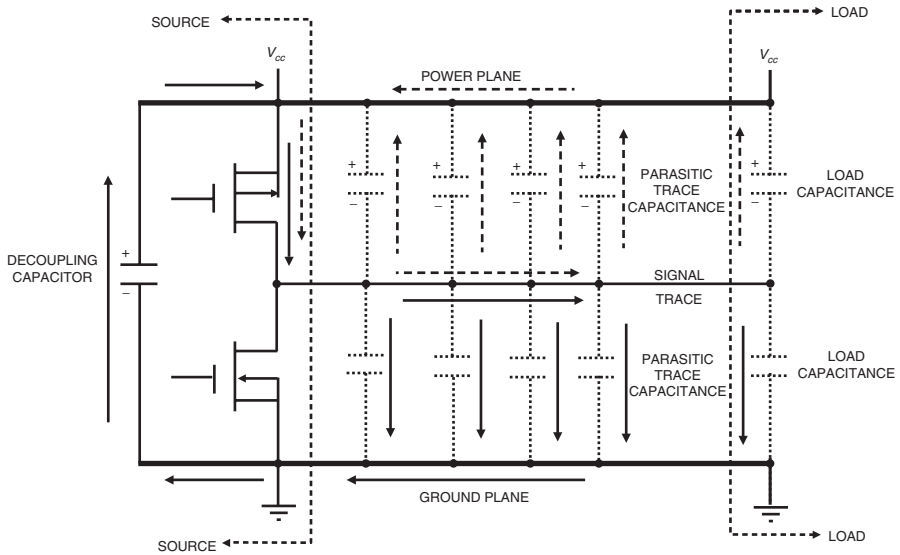 SOURCE
LOAD
Vcc
Vcc
POWER PLANE
+
+
+
+
+
–
–
–
–
–
PARASITIC
TRACE
CAPACITANCE
LOAD
CAPACITANCE
DECOUPLING
CAPACITOR
+
–
SIGNAL
TRACE
PARASITIC
TRACE
CAPACITANCE
LOAD
CAPACITANCE
GROUND PLANE
SOURCE
LOAD